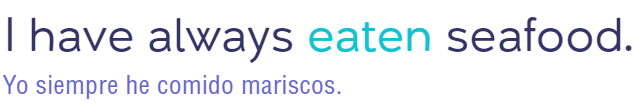 I have always eaten seafood.
Yo siempre he comido mariscos.